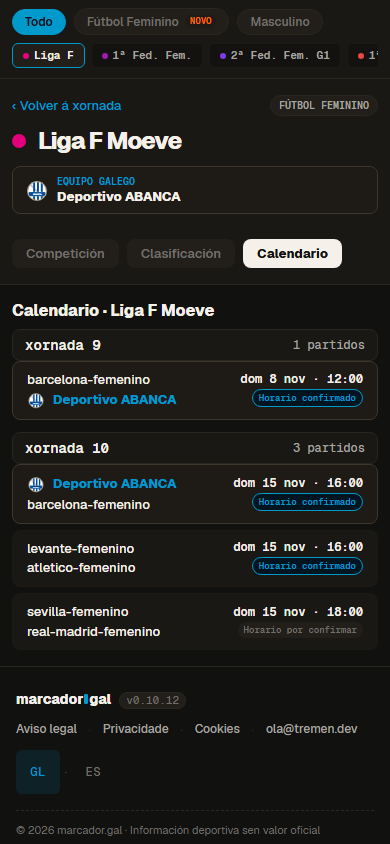 Todo Fútbol Feminino NOVO Masculino
Liga F 1ª Fed. Fem. 2ª Fed. Fem. G1
‹ Volver á xornada FÚTBOL FEMININO
Liga F Moeve
EQUIPO GALEGO
Deportivo ABANCA
Competición Clasificación Calendario
Calendario · Liga F Moeve
xornada 9 1 partidos
barcelona-femenino dom 8 nov · 12:00
Deportivo ABANCA Horario confirmado
xornada 10 3 partidos
Deportivo ABANCA dom 15 nov · 16:00
barcelona-femenino Horario confirmado
levante-femenino dom 15 nov · 16:00
atletico-femenino Horario confirmado
sevilla-femenino dom 15 nov · 18:00
real-madrid-femenino Horario por confirmar
marcador gal v0.10.12
Aviso legal · Privacidade · Cookies · ola@tremen.dev
GL · ES
© 2026 marcador.gal · Información deportiva sen valor oficial